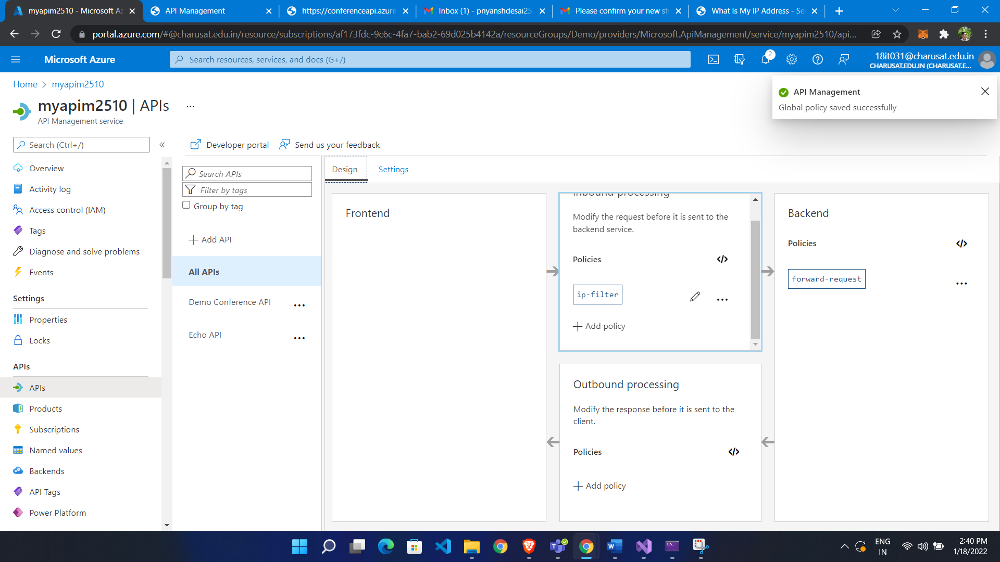 myapim2510 - Microsoft Az
API Management
https://conferenceapi.azure
Inbox (1) - priyanshdesai25
Please confirm your new stu
What Is My IP Address - See
portal.azure.com/#@charusat.edu.in/resource/subscriptions/af173fdc-9c6c-4fa7-bab2-69d025b4142a/resourceGroups/Demo/providers/Microsoft.ApiManagement/service/myapim2510/api...
Microsoft Azure
Search resources, services, and docs (G+/)
2
18it031@charusat.edu.in
CHARUSAT.EDU.IN (CHARUSAT.E...
Home > myapim2510
myapim2510 | APIs
...
API Management service
API Management
Global policy saved successfully
Search (Ctrl+/)
«
Developer portal
Send us your feedback
Overview
Activity log
Access control (IAM)
Tags
Diagnose and solve problems
Events
Settings
Properties
Locks
APIs
APIs
Products
Subscriptions
Named values
Backends
API Tags
Power Platform
Search APIs
Filter by tags
Group by tag
Add API
All APIs
Demo Conference API
...
Echo API
...
Design
Settings
Frontend
Inbound processing
Modify the request before it is sent to the
backend service.
Policies
</>
ip-filter
...
Add policy
Outbound processing
Modify the response before it is sent to the
client.
Policies
</>
Add policy
Backend
Policies
</>
forward-request
...
ENG
IN
2:40 PM
1/18/2022